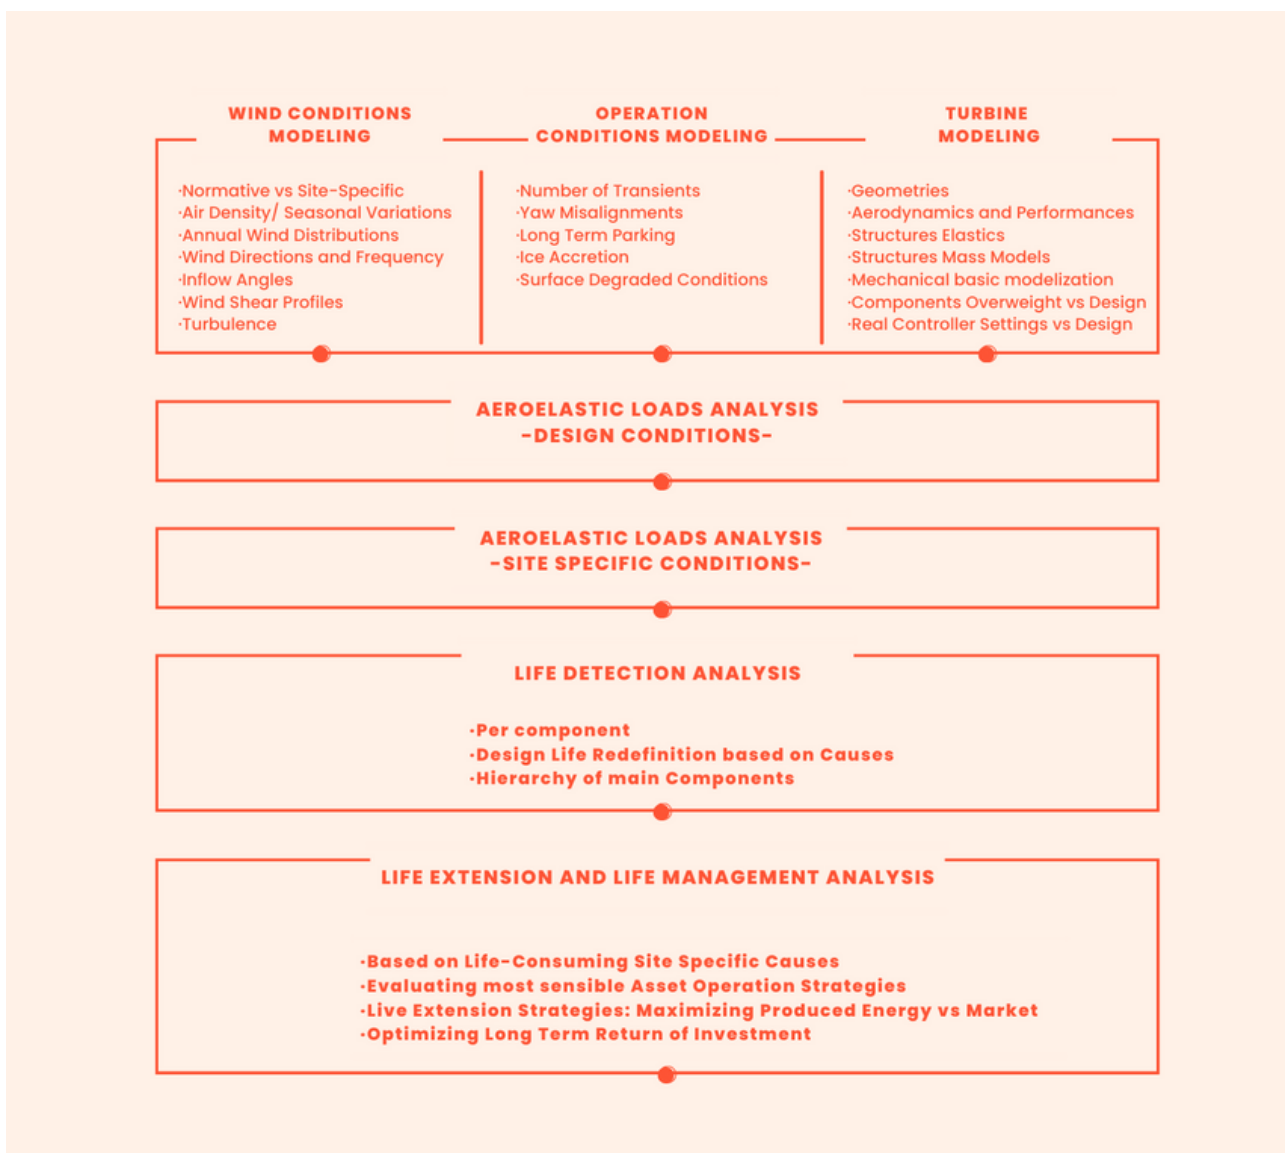 WIND CONDITIONS
MODELING
·Normative vs Site-Specific
·Air Density/ Seasonal Variations
·Annual Wind Distributions
·Wind Directions and Frequency
·Inflow Angles
·Wind Shear Profiles
·Turbulence
OPERATION
CONDITIONS MODELING
·Number of Transients
·Yaw Misalignments
·Long Term Parking
·Ice Accretion
·Surface Degraded Conditions
TURBINE
MODELING
·Geometries
·Aerodynamics and Performances
·Structures Elastics
·Structures Mass Models
·Mechanical basic modelization
·Components Overweight vs Design
·Real Controller Settings vs Design
AEROELASTIC LOADS ANALYSIS
-DESIGN CONDITIONS-
AEROELASTIC LOADS ANALYSIS
-SITE SPECIFIC CONDITIONS-
LIFE DETECTION ANALYSIS
·Per component
·Design Life Redefinition based on Causes
·Hierarchy of main Components
LIFE EXTENSION AND LIFE MANAGEMENT ANALYSIS
·Based on Life-Consuming Site Specific Causes
·Evaluating most sensible Asset Operation Strategies
·Live Extension Strategies: Maximizing Produced Energy vs Market
·Optimizing Long Term Return of Investment